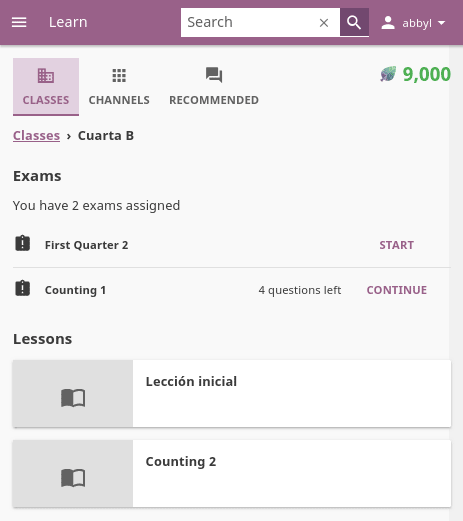 Learn
Search
abbyl
CLASSES
CHANNELS
RECOMMENDED
9,000
Classes › Cuarta B
Exams
You have 2 exams assigned
First Quarter 2 START
Counting 1 4 questions left CONTINUE
Lessons
Lección inicial
Counting 2